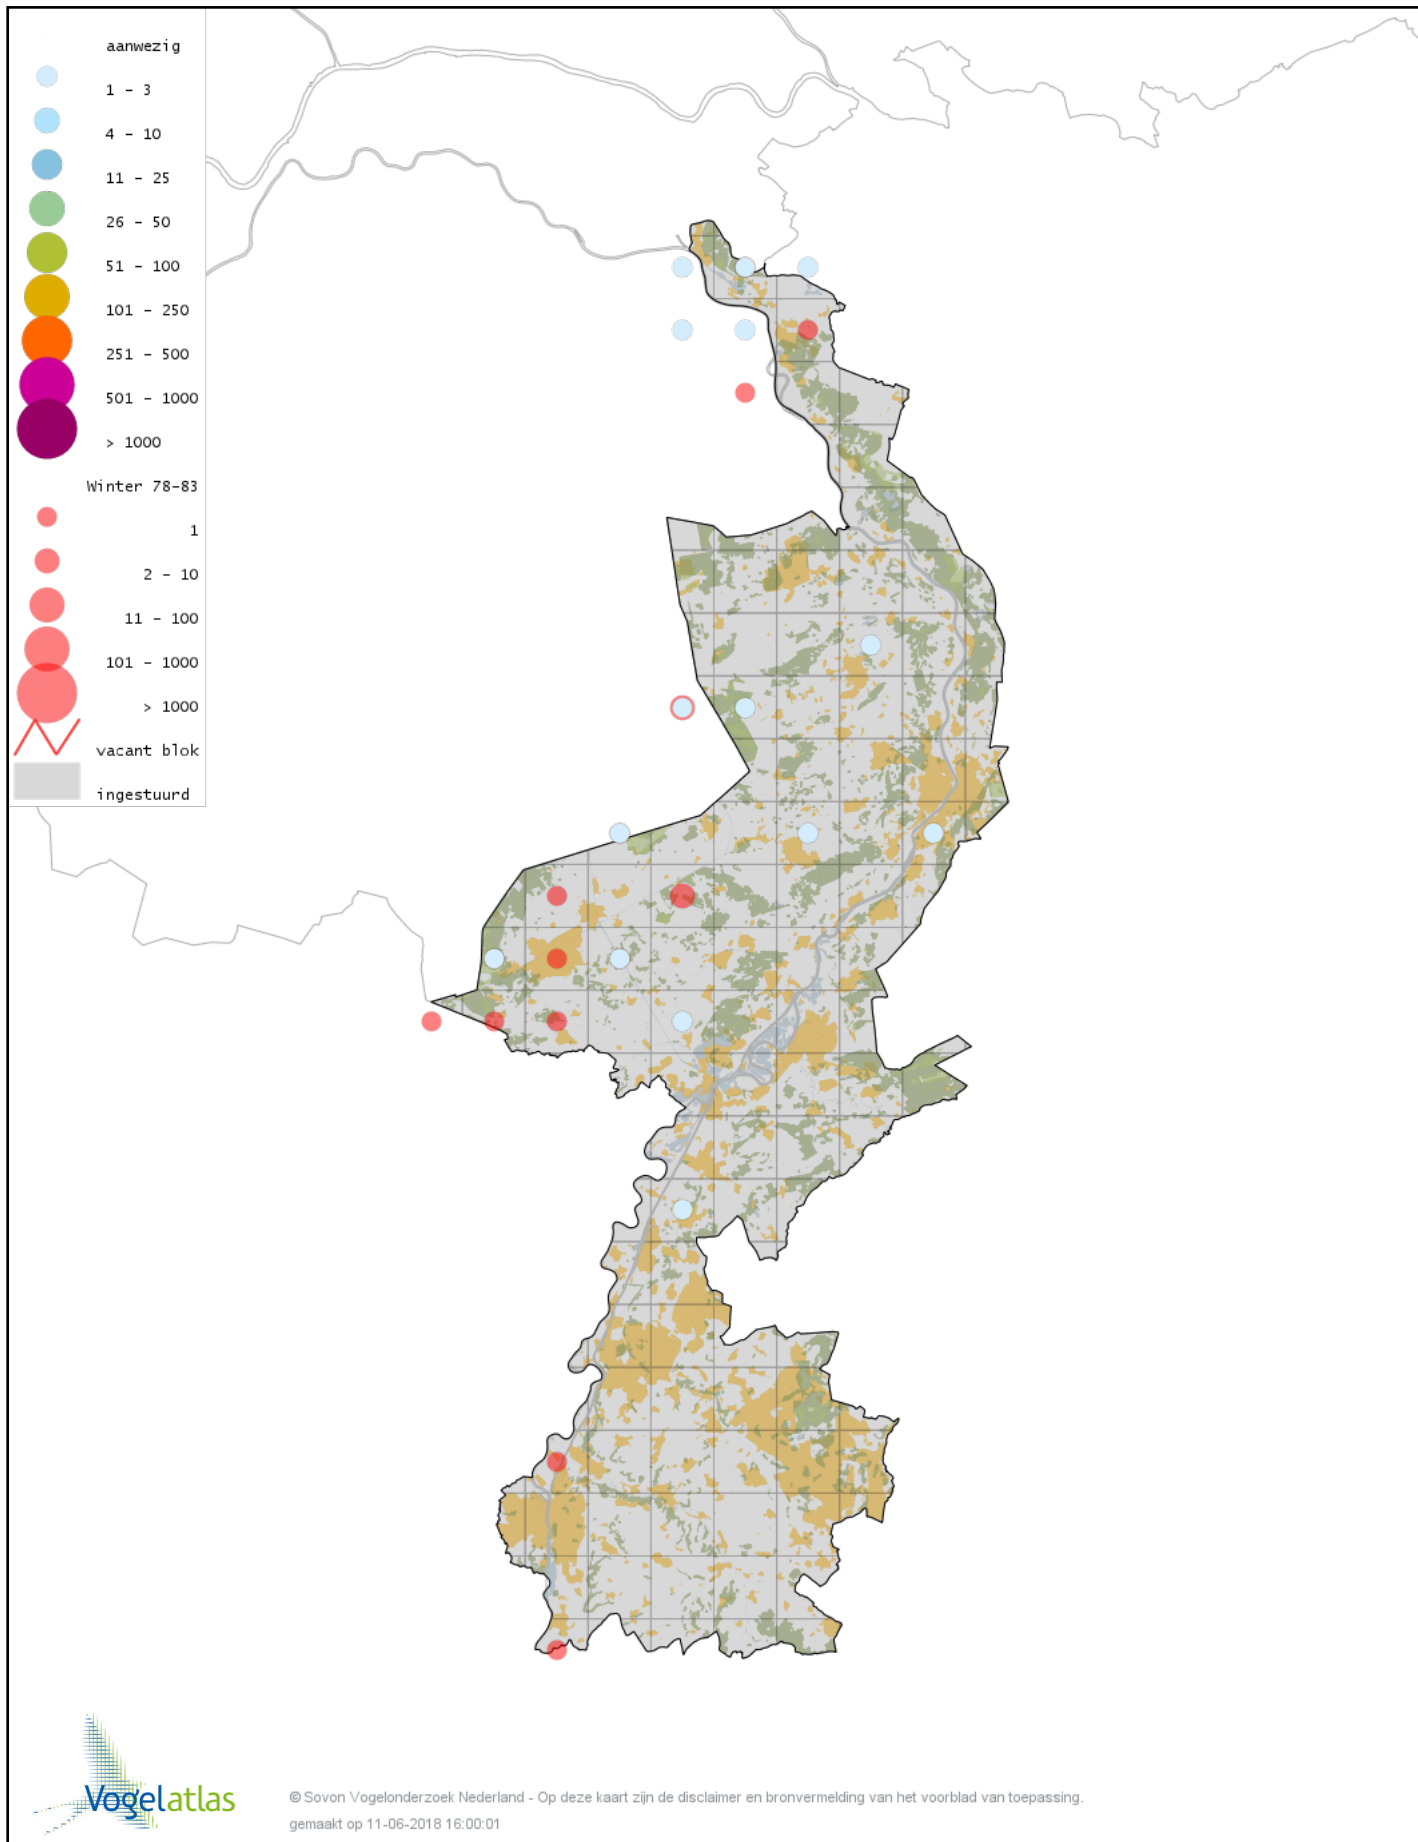 aanwezig
1 - 3
4 - 10
11 - 25
26 - 50
51 - 100
101 - 250
251 - 500
501 - 1000
> 1000
Winter 78-83
1
2 - 10
11 - 100
101 - 1000
> 1000
vacant blok
ingestuurd
Vogelatlas
© Sovon Vogelonderzoek Nederland - Op deze kaart zijn de disclaimer en bronvermelding van het voorblad van toepassing.
gemaakt op 11-06-2018 16:00:01